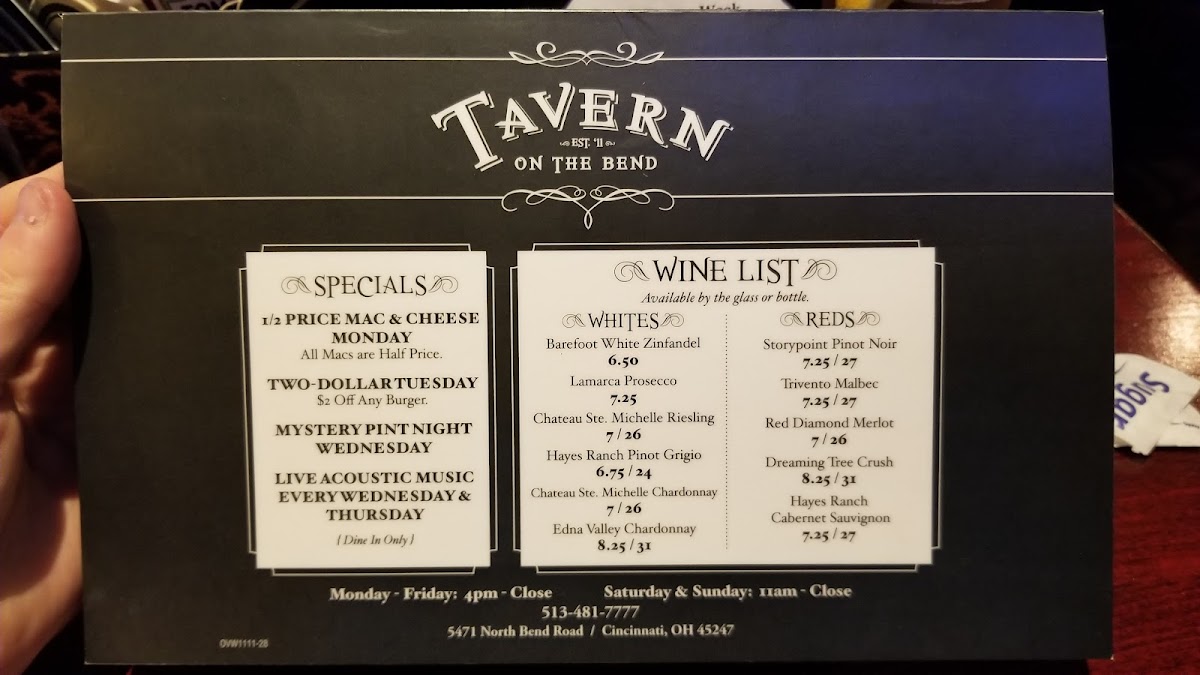 Week
TAVERN
EST. '11
ON THE BEND
SPECIALS
1/2 PRICE MAC & CHEESE
MONDAY
All Macs are Half Price.
TWO-DOLLAR TUESDAY
$2 Off Any Burger.
MYSTERY PINT NIGHT
WEDNESDAY
LIVE ACOUSTIC MUSIC
EVERY WEDNESDAY &
THURSDAY
{ Dine In Only }
WINE LIST
Available by the glass or bottle.
WHITES
Barefoot White Zinfandel
6.50
Lamarca Prosecco
7.25
Chateau Ste. Michelle Riesling
7 / 26
Hayes Ranch Pinot Grigio
6.75 / 24
Chateau Ste. Michelle Chardonnay
7 / 26
Edna Valley Chardonnay
8.25 / 31
REDS
Storypoint Pinot Noir
7.25 / 27
Trivento Malbec
7.25 / 27
Red Diamond Merlot
7 / 26
Dreaming Tree Crush
8.25 / 31
Hayes Ranch
Cabernet Sauvignon
7.25 / 27
Monday - Friday: 4pm - Close Saturday & Sunday: 11am - Close
513-481-7777
5471 North Bend Road / Cincinnati, OH 45247
OVW1111-28
Sugar